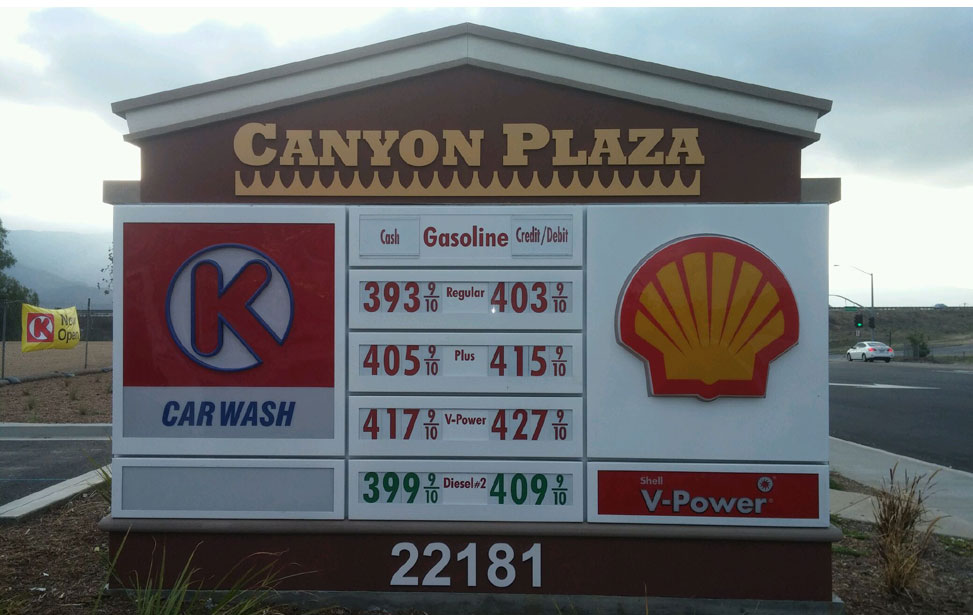 CANYON PLAZA
K
CAR WASH
Cash Gasoline Credit/Debit
393 9/10 Regular 403 9/10
405 9/10 Plus 415 9/10
417 9/10 V-Power 427 9/10
399 9/10 Diesel#2 409 9/10
Shell
V-Power
22181
K
Now
Open